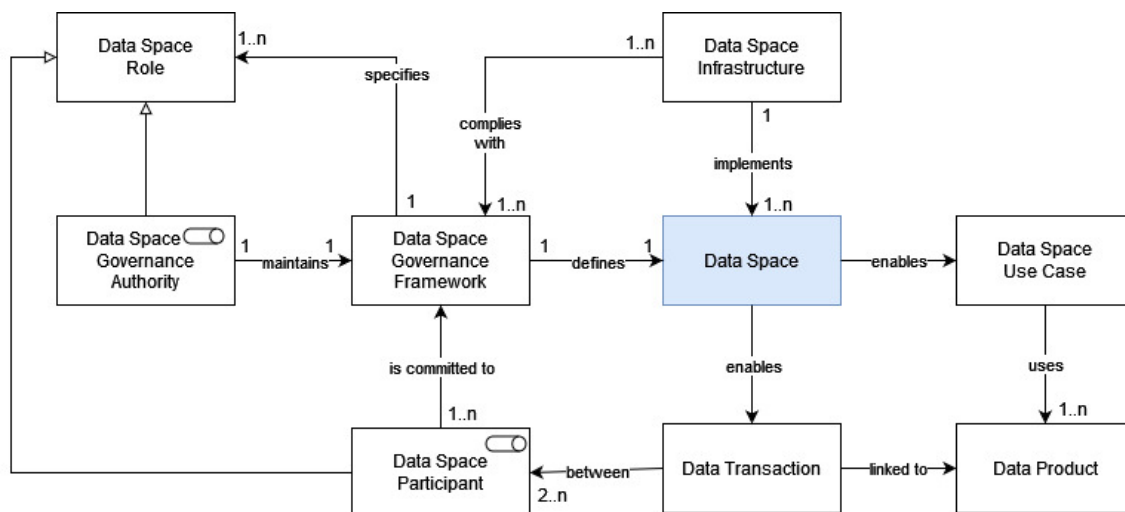 Data Space
Role
1..n
specifies
1..n
Data Space
Infrastructure
1
complies
with
implements
1
1..n
1..n
Data Space
Governance
Authority
1
maintains
1
Data Space
Governance
Framework
1
defines
1
Data Space
enables
Data Space
Use Case
is committed to
enables
uses
1..n
1..n
Data Space
Participant
2..n
between
Data Transaction
linked to
Data Product